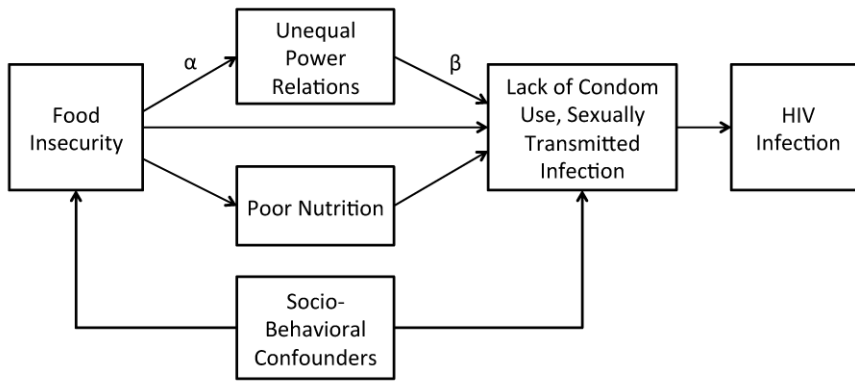 Unequal
Power
Relations
α
β
Food
Insecurity
Lack of Condom
Use, Sexually
Transmitted
Infection
HIV
Infection
Poor Nutrition
Socio-
Behavioral
Confounders